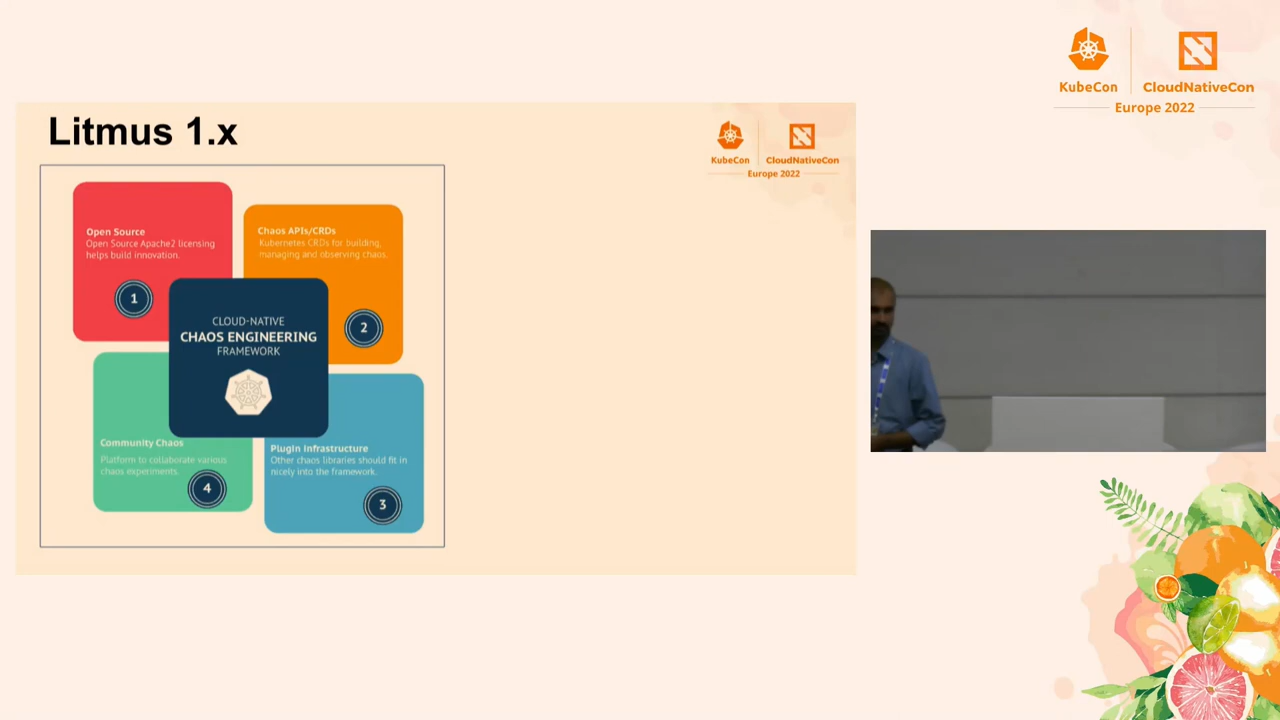 KubeCon
CloudNativeCon
Europe 2022
Litmus 1.x
KubeCon
CloudNativeCon
Europe 2022
Open Source
Open Source Apache2 licensing
helps build innovation.
1
Chaos APIs/CRDs
Kubernetes CRDs for building,
managing and observing chaos.
2
CLOUD-NATIVE
CHAOS ENGINEERING
FRAMEWORK
Community Chaos
Platform to collaborate various
chaos experiments.
4
Plugin Infrastructure
Other chaos libraries should fit in
nicely into the framework.
3